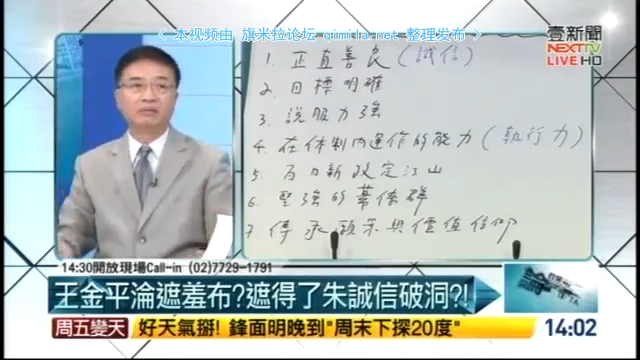 < 本视频由 旗米拉论坛 qimila.net 整理发布 >
壹新聞
NEXTTV
LIVE HD
1. 正直善良(誠信)
2. 目標明確
3. 說服力強
4. 在体制內運作的能力(執行力)
5. 百日新政定江山
6. 堅強的幕僚群
7. 傳承願景與價值信仰
14:30開放現場Call-in (02)7729-1791
王金平淪遮羞布?遮得了朱誠信破洞?!
周五變天
好天氣掰! 鋒面明晚到"周末下探20度"
14:02